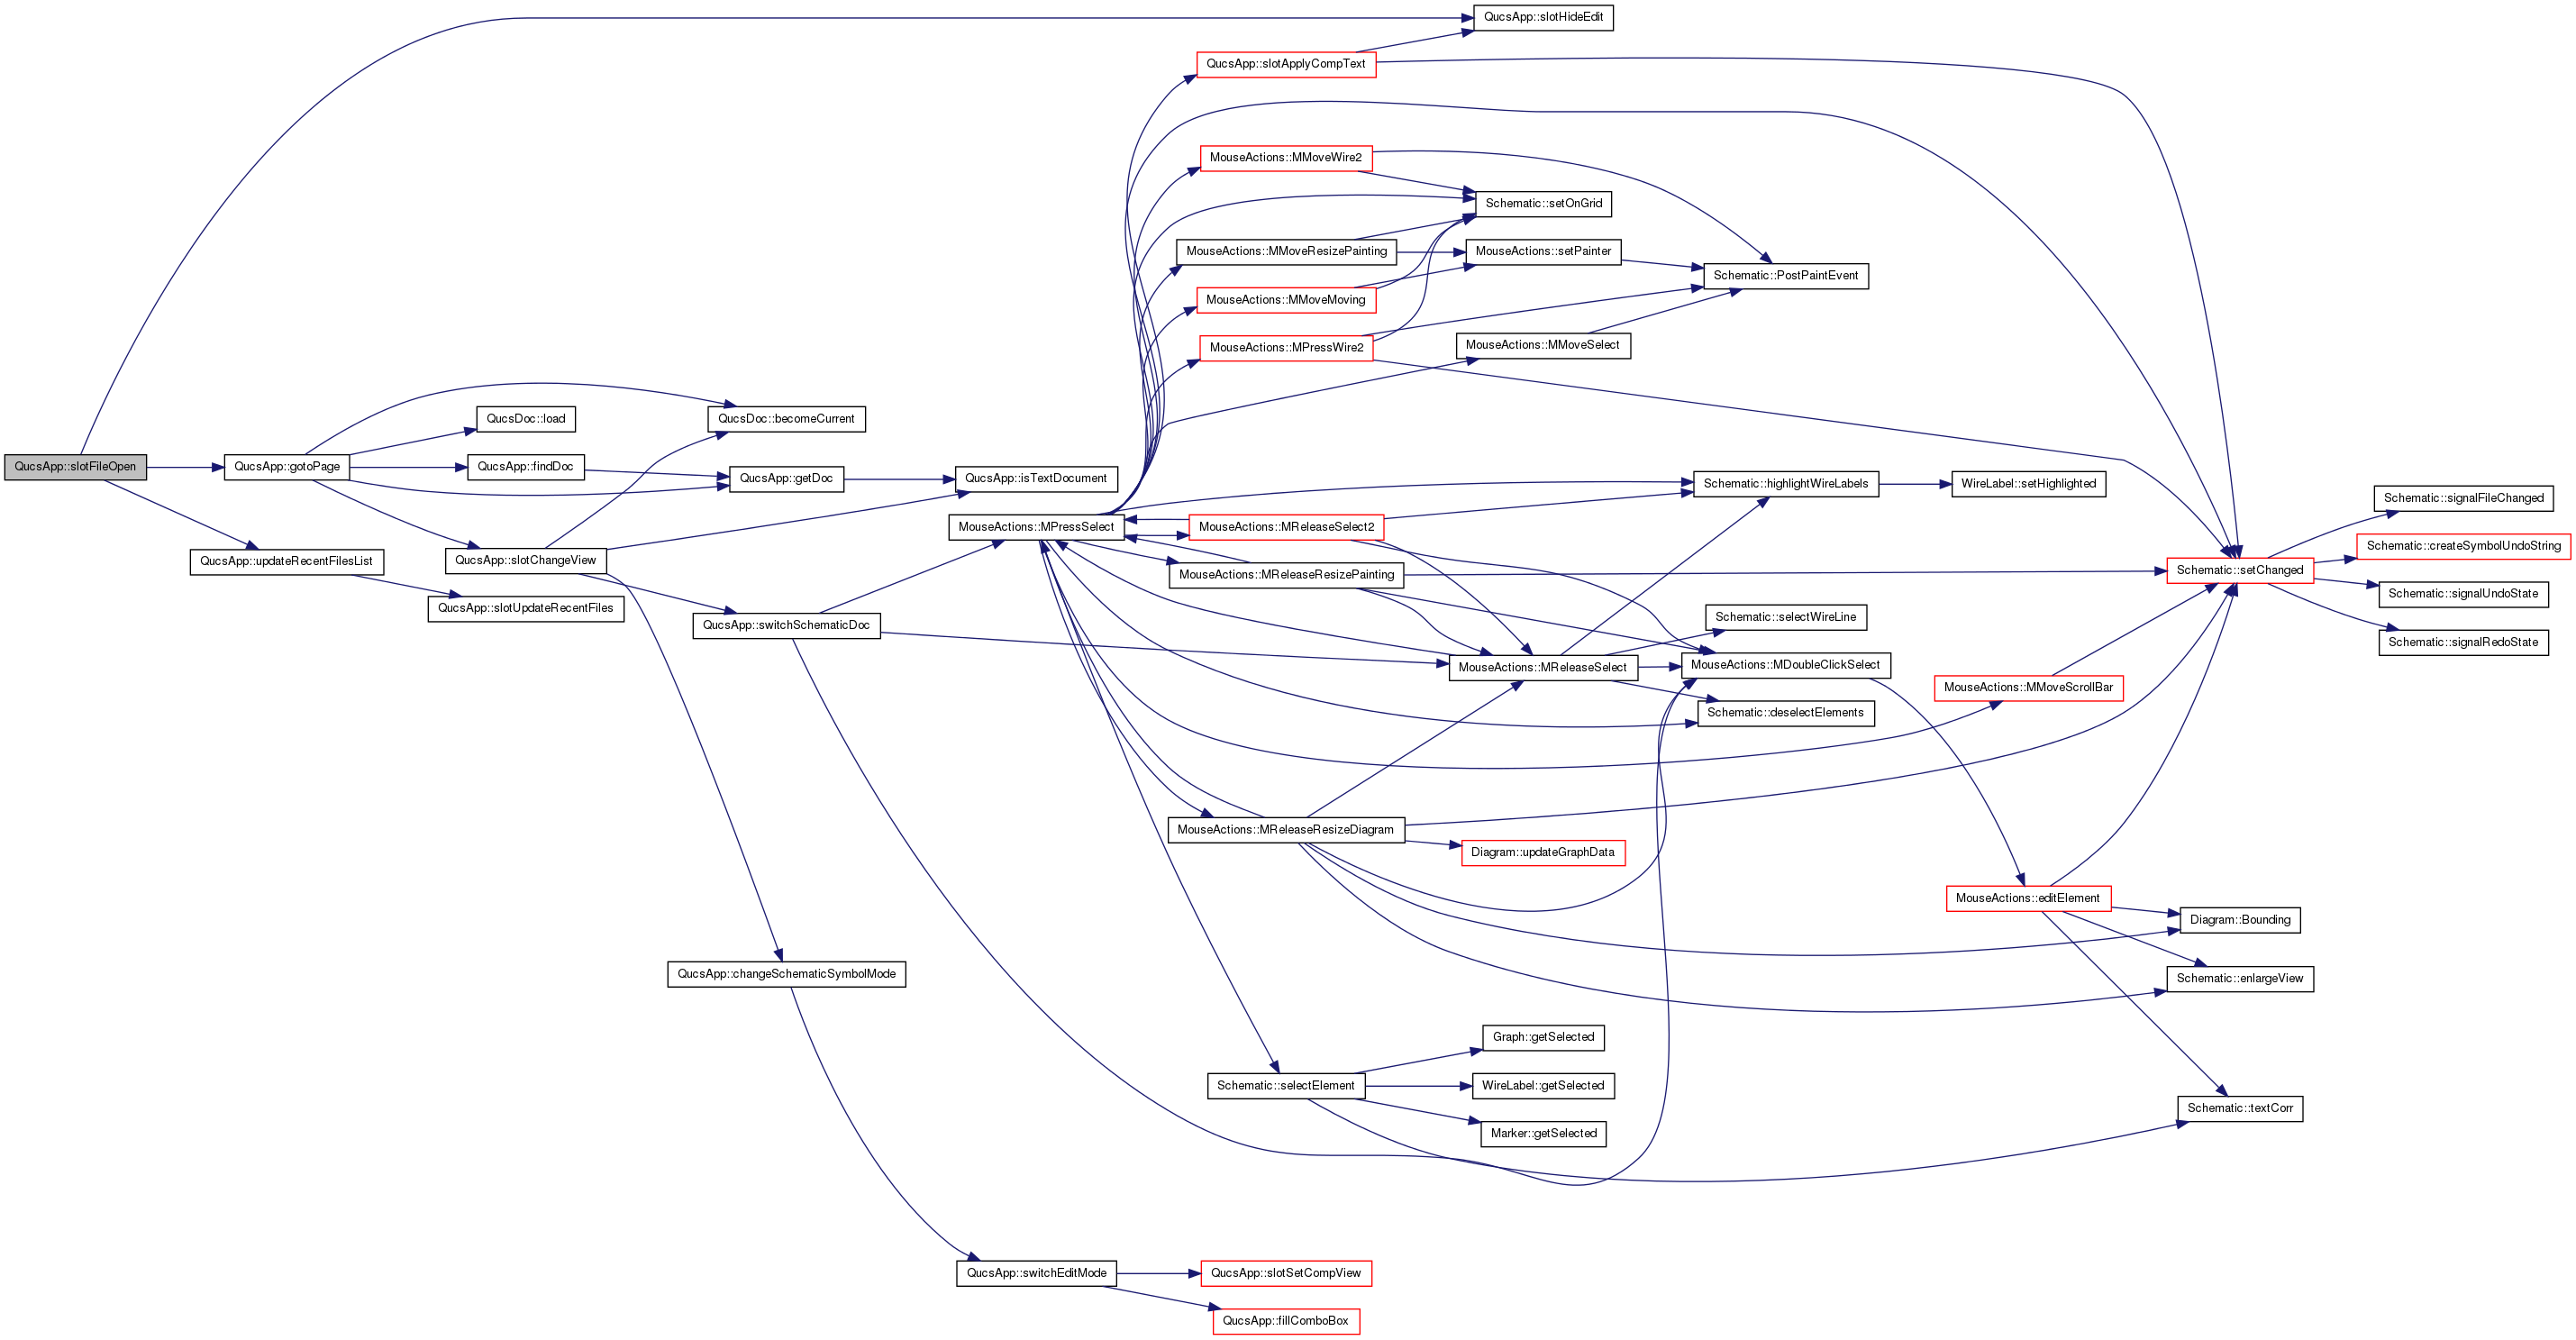 QucsApp::slotHideEdit
QucsApp::slotApplyCompText
MouseActions::MMoveWire2
Schematic::setOnGrid
MouseActions::MMoveResizePainting
MouseActions::setPainter
Schematic::PostPaintEvent
MouseActions::MMoveMoving
MouseActions::MPressWire2
MouseActions::MMoveSelect
QucsDoc::load
QucsDoc::becomeCurrent
QucsApp::slotFileOpen
QucsApp::gotoPage
QucsApp::findDoc
QucsApp::getDoc
QucsApp::isTextDocument
Schematic::highlightWireLabels
WireLabel::setHighlighted
Schematic::signalFileChanged
MouseActions::MPressSelect
MouseActions::MReleaseSelect2
Schematic::createSymbolUndoString
QucsApp::updateRecentFilesList
QucsApp::slotChangeView
MouseActions::MReleaseResizePainting
Schematic::setChanged
Schematic::signalUndoState
QucsApp::slotUpdateRecentFiles
QucsApp::switchSchematicDoc
Schematic::selectWireLine
Schematic::signalRedoState
MouseActions::MReleaseSelect
MouseActions::MDoubleClickSelect
MouseActions::MMoveScrollBar
Schematic::deselectElements
MouseActions::MReleaseResizeDiagram
Diagram::updateGraphData
MouseActions::editElement
Diagram::Bounding
QucsApp::changeSchematicSymbolMode
Schematic::enlargeView
Graph::getSelected
Schematic::selectElement
WireLabel::getSelected
Schematic::textCorr
Marker::getSelected
QucsApp::switchEditMode
QucsApp::slotSetCompView
QucsApp::fillComboBox